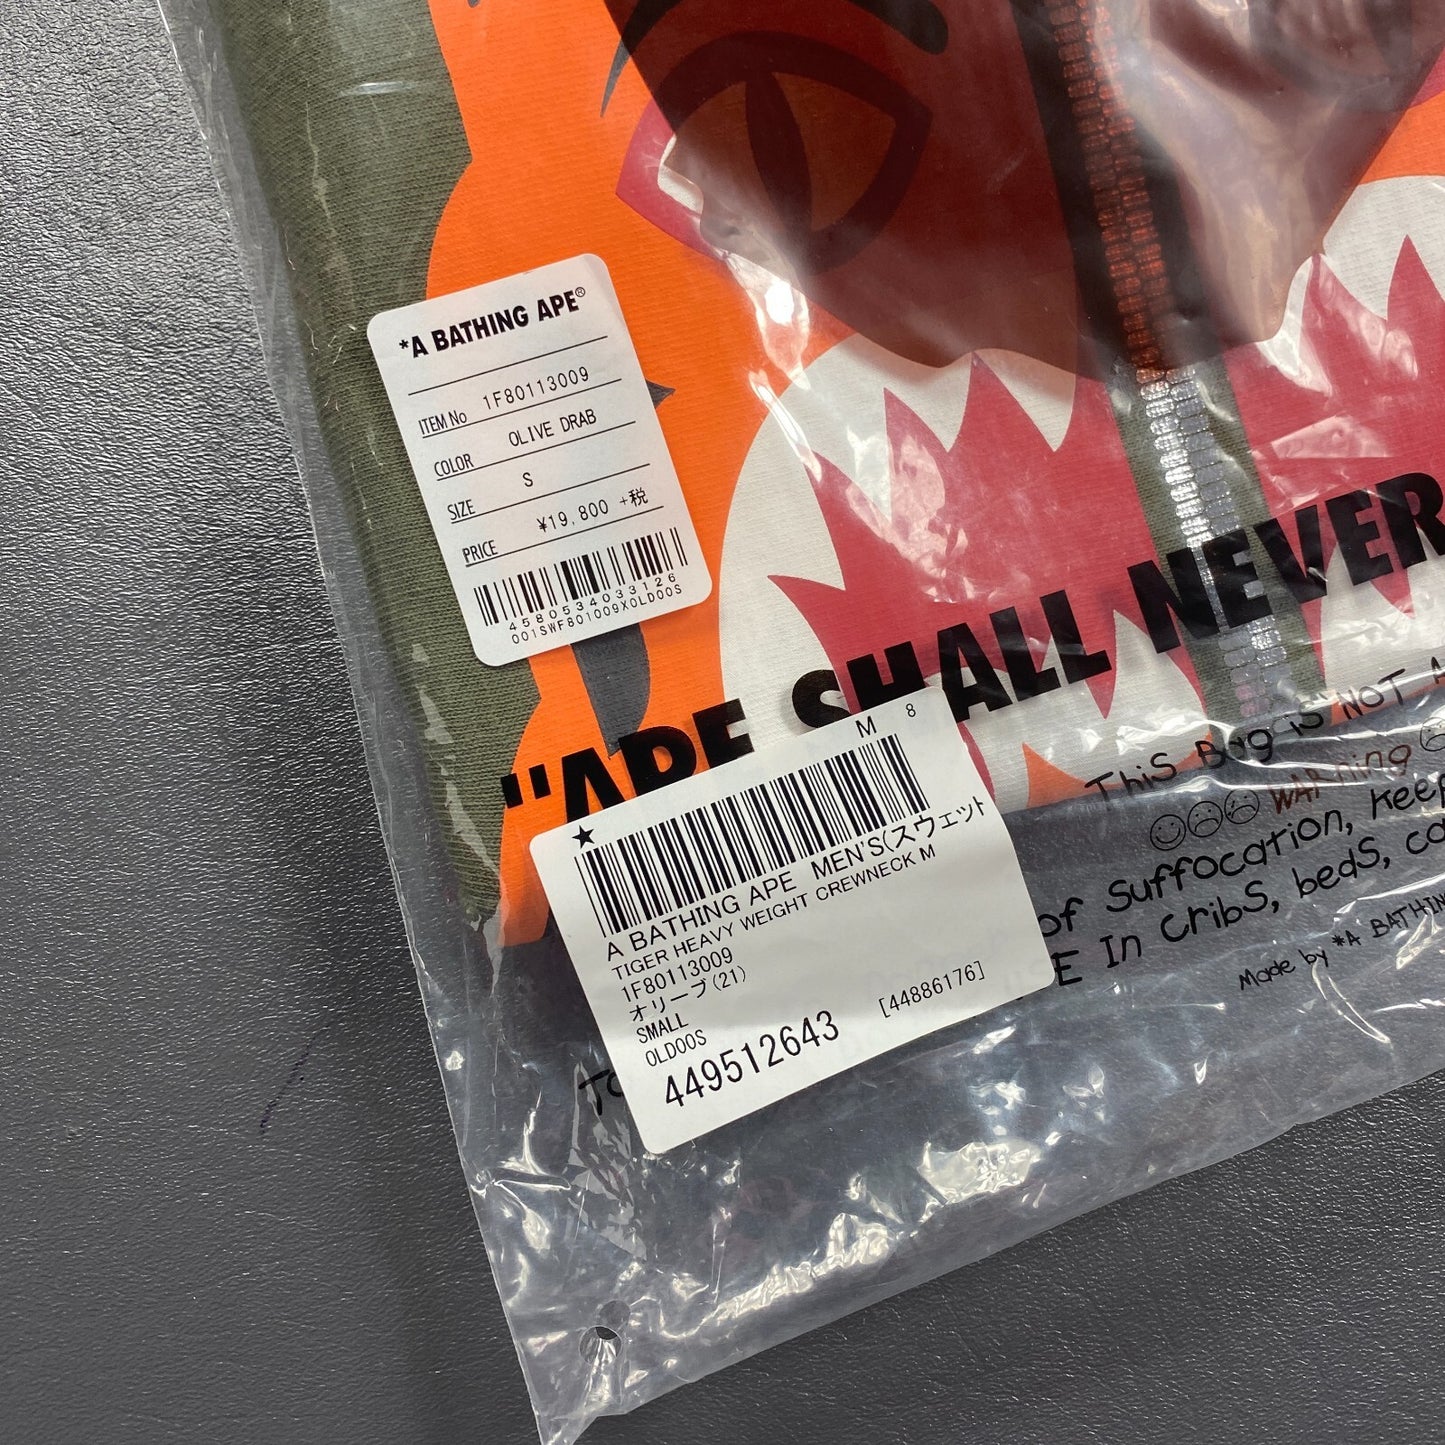 *A BATHING APE®
ITEM No 1F80113009
COLOR OLIVE DRAB
SIZE S
PRICE ¥19,800 +税
4580534033126
001SWF801009XOLD00S
"APE SHALL NEVER
M 8
★
A BATHING APE MEN'S(スウェット
TIGER HEAVY WEIGHT CREWNECK M
1F80113009
オリーブ(21)
SMALL
OLD00S
449512643 [44886176]
This Bag is NOT A
WARNING
of Suffocation, Keep
In Cribs, beds, ca
Made by *A BATHIN